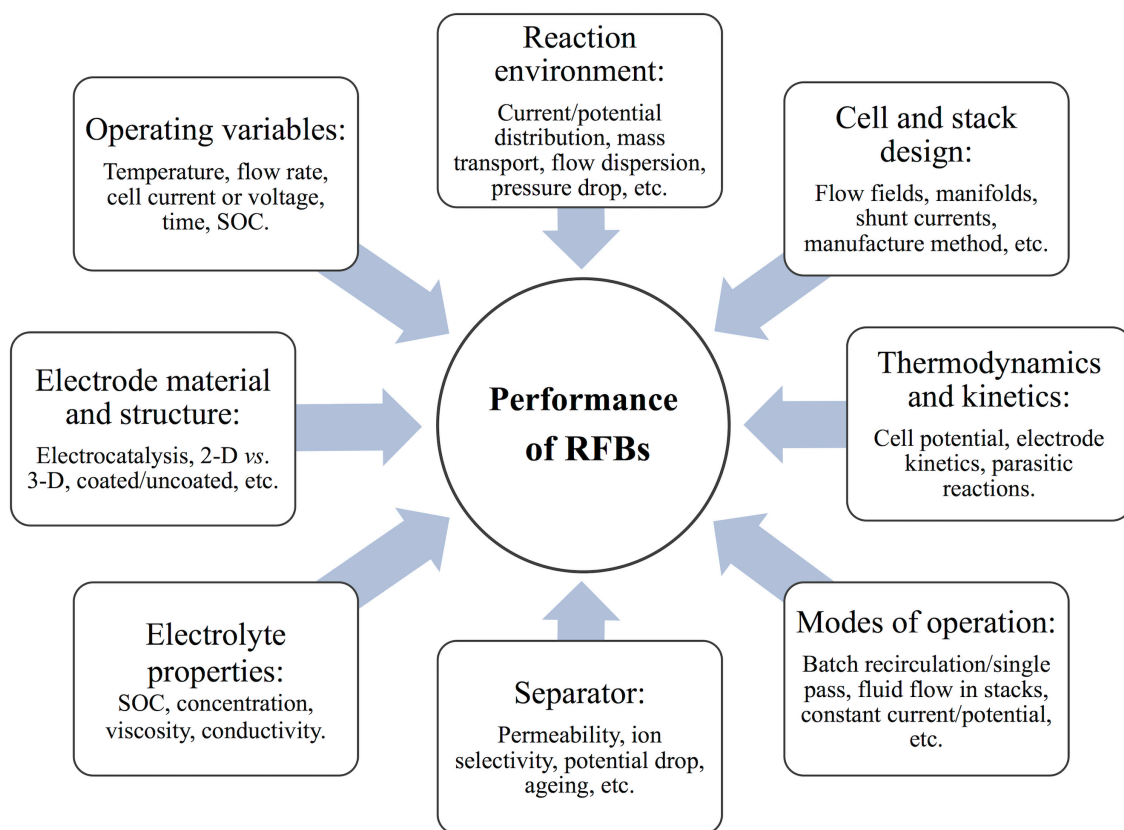 Reaction
environment:
Current/potential
distribution, mass
transport, flow dispersion,
pressure drop, etc.
Operating variables:
Temperature, flow rate,
cell current or voltage,
time, SOC.
Cell and stack
design:
Flow fields, manifolds,
shunt currents,
manufacture method, etc.
Electrode material
and structure:
Electrocatalysis, 2-D vs.
3-D, coated/uncoated, etc.
Performance
of RFBs
Thermodynamics
and kinetics:
Cell potential, electrode
kinetics, parasitic
reactions.
Electrolyte
properties:
SOC, concentration,
viscosity, conductivity.
Separator:
Permeability, ion
selectivity, potential drop,
ageing, etc.
Modes of operation:
Batch recirculation/single
pass, fluid flow in stacks,
constant current/potential,
etc.